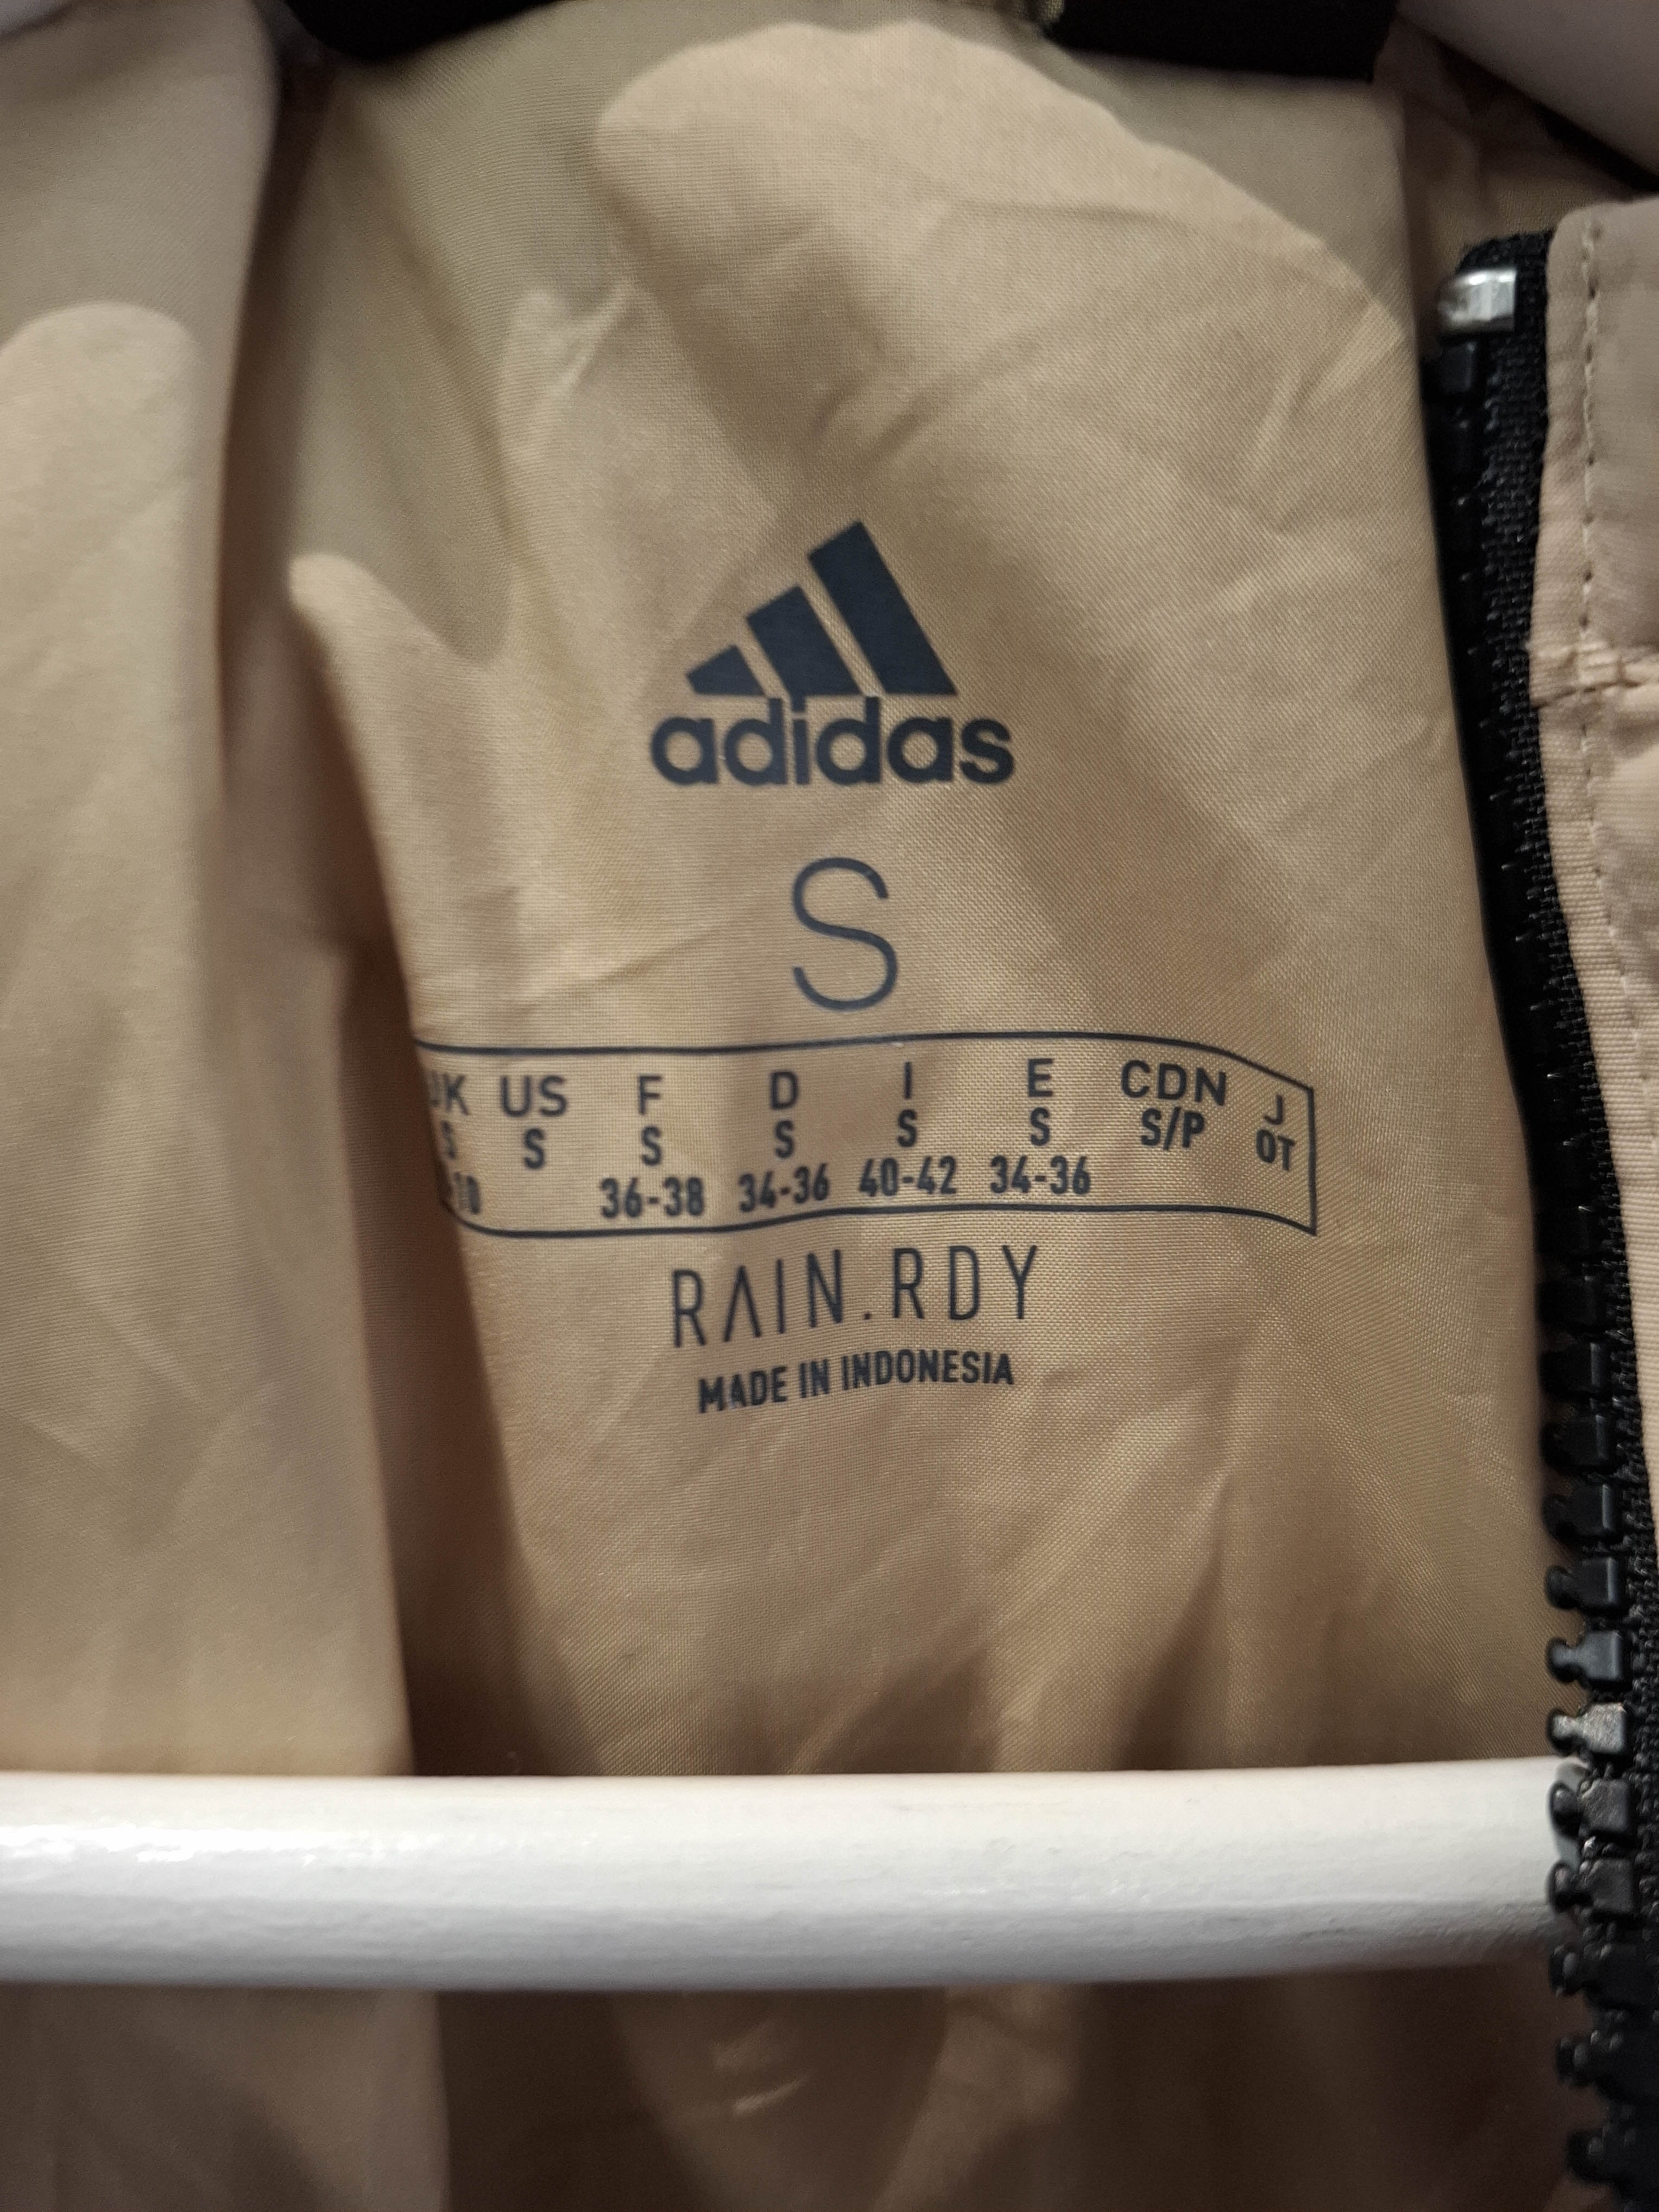 adidas
S
UK US F D I E CDN J
S S S S S S S/P OT
36-38 34-36 40-42 34-36
RAIN.RDY
MADE IN INDONESIA